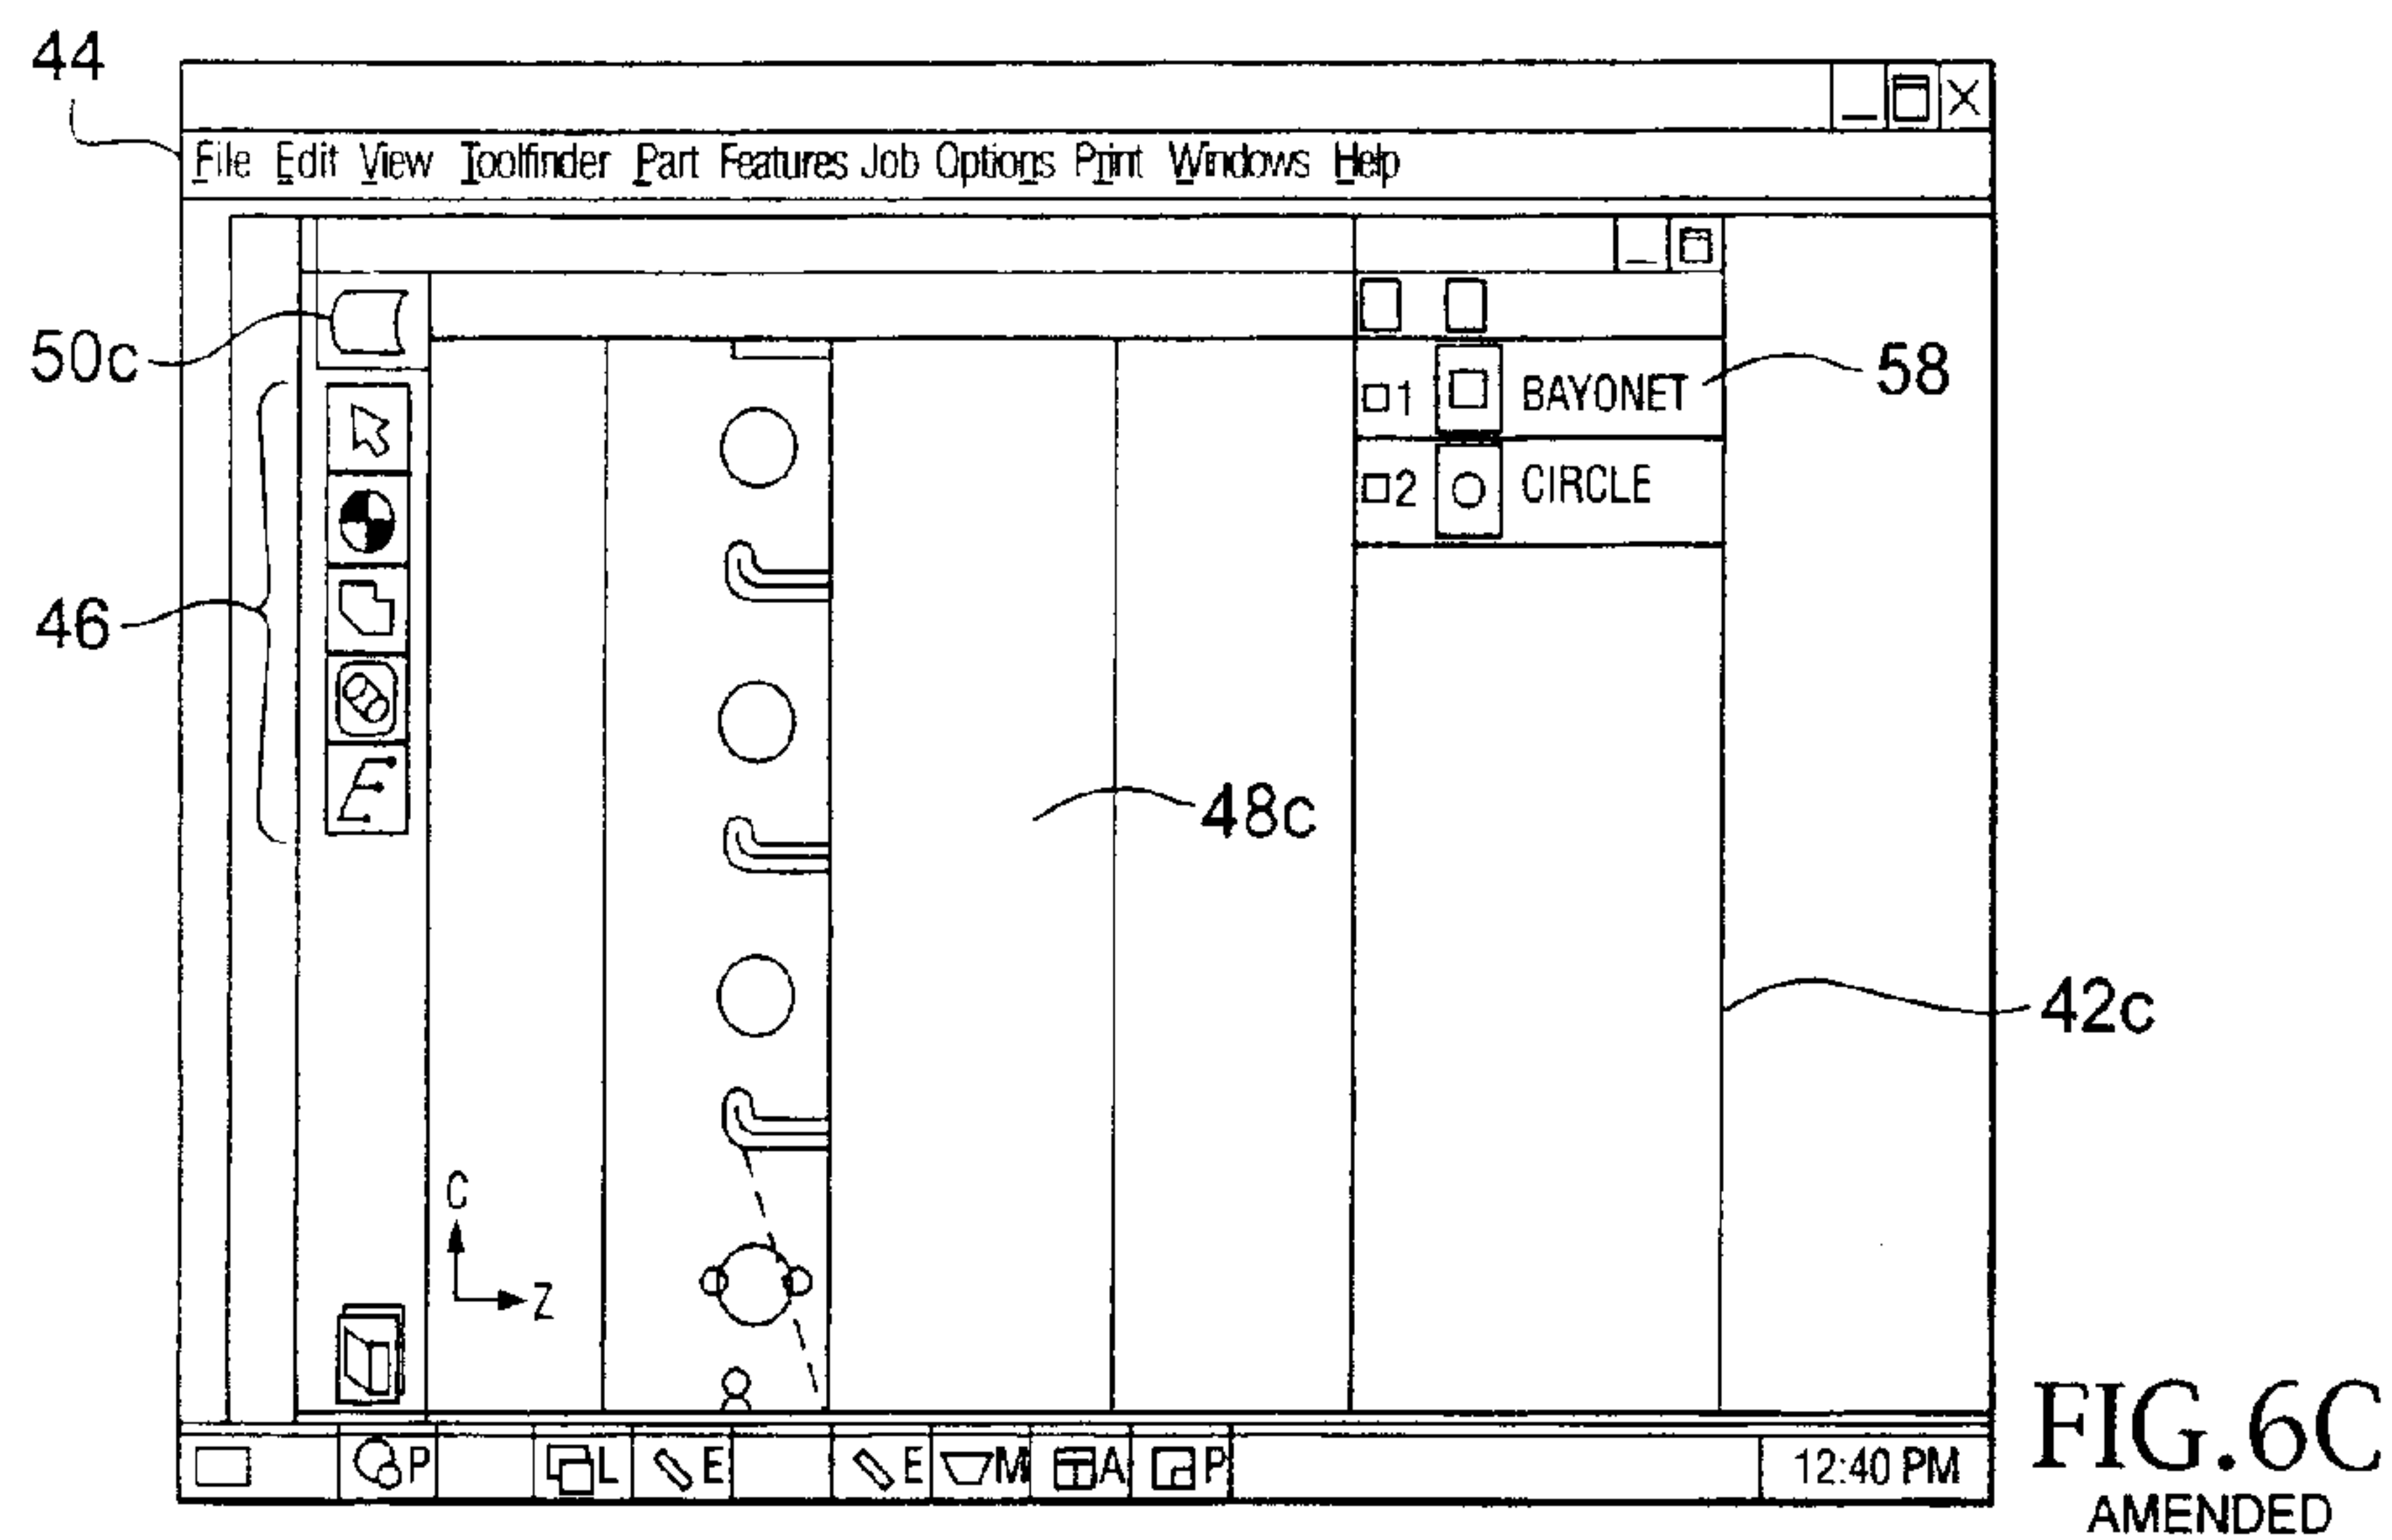 44
File Edit View Toolfinder Part Features Job Options Print Windows Help
50c
1 BAYONET
58
2 CIRCLE
46
48c
42c
C
Z
P L E E M A P 12:40 PM
FIG.6C
AMENDED